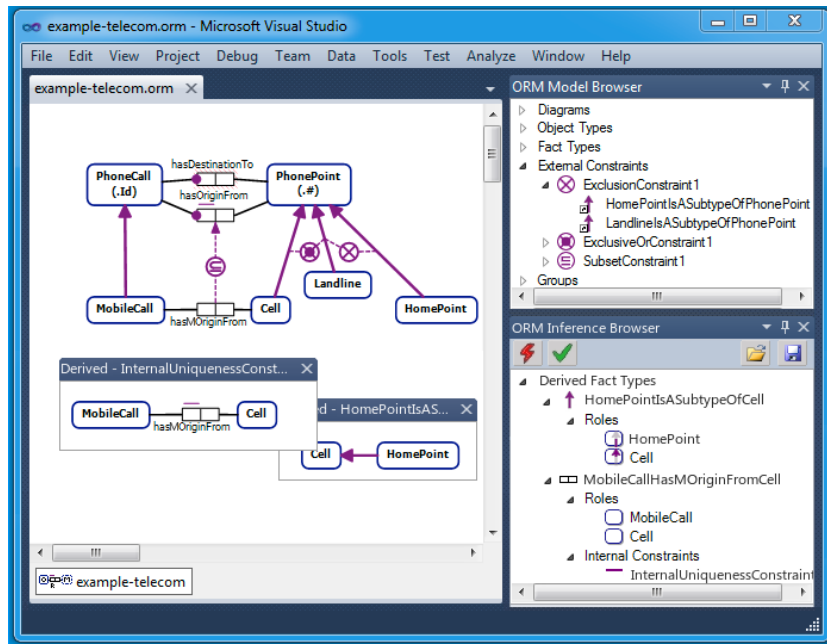 example-telecom.orm - Microsoft Visual Studio
File Edit View Project Debug Team Data Tools Test Analyze Window Help
example-telecom.orm
hasDestinationTo
PhoneCall
(.Id)
PhonePoint
(.#)
hasOriginFrom
Landline
MobileCall
Cell
HomePoint
hasMOriginFrom
Derived - InternalUniquenessConst...
MobileCall
Cell
hasMOriginFrom
ed - HomePointIsAS...
Cell
HomePoint
example-telecom
ORM Model Browser
Diagrams
Object Types
Fact Types
External Constraints
ExclusionConstraint1
HomePointIsASubtypeOfPhonePoint
LandlineIsASubtypeOfPhonePoint
ExclusiveOrConstraint1
SubsetConstraint1
Groups
ORM Inference Browser
Derived Fact Types
HomePointIsASubtypeOfCell
Roles
HomePoint
Cell
MobileCallHasMOriginFromCell
Roles
MobileCall
Cell
Internal Constraints
InternalUniquenessConstraint